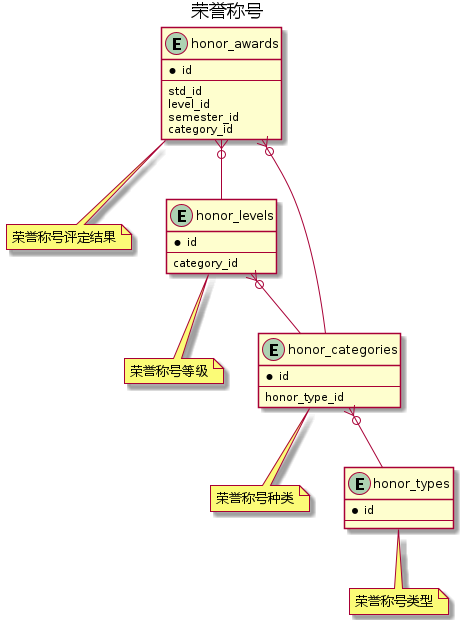 荣誉称号
E honor_awards
id
std_id
level_id
semester_id
category_id
荣誉称号评定结果
E honor_levels
id
category_id
荣誉称号等级
E honor_categories
id
honor_type_id
荣誉称号种类
E honor_types
id
荣誉称号类型